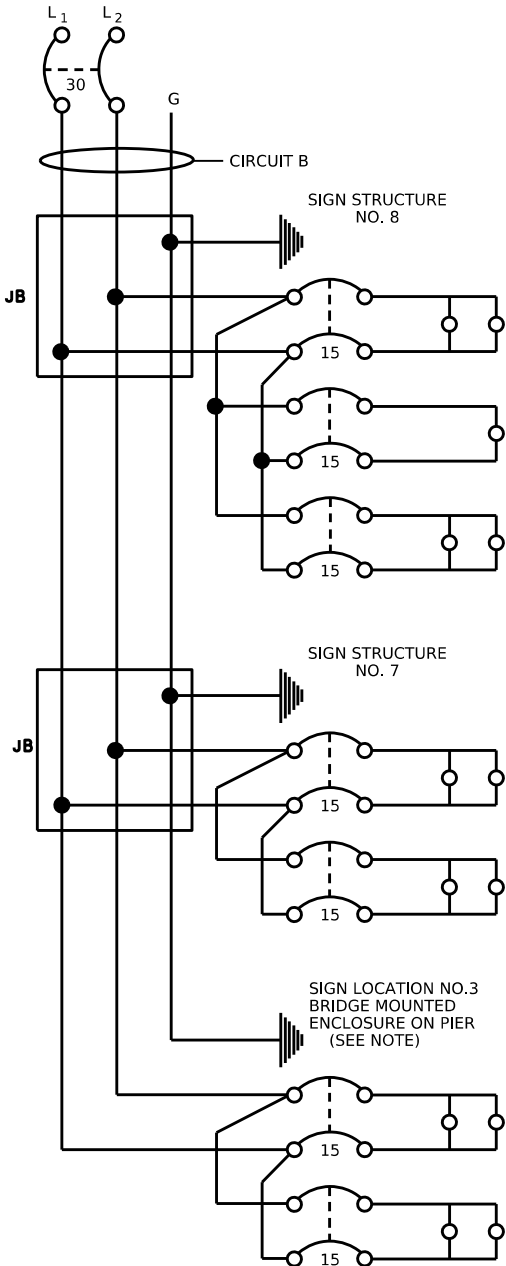 L1 L2
30
G
CIRCUIT B
SIGN STRUCTURE
NO. 8
JB
15
15
15
SIGN STRUCTURE
NO. 7
JB
15
15
SIGN LOCATION NO.3
BRIDGE MOUNTED
ENCLOSURE ON PIER
(SEE NOTE)
15
15